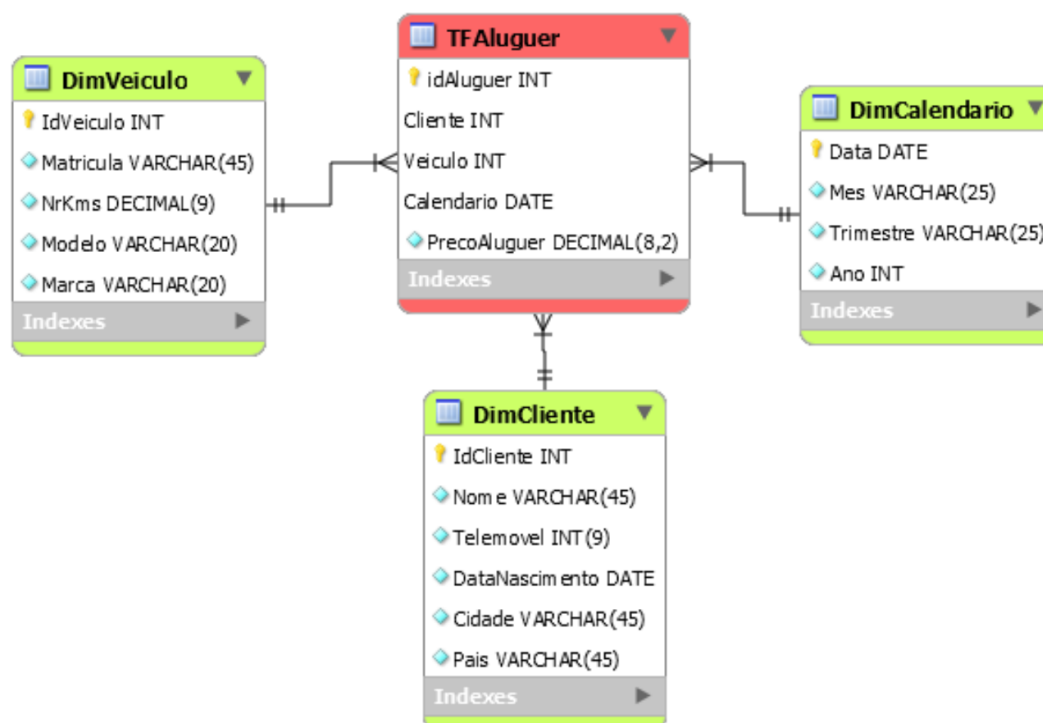 DimVeiculo
IdVeiculo INT
Matricula VARCHAR(45)
NrKms DECIMAL(9)
Modelo VARCHAR(20)
Marca VARCHAR(20)
Indexes
TFAluguer
idAluguer INT
Cliente INT
Veiculo INT
Calendario DATE
PrecoAluguer DECIMAL(8,2)
Indexes
DimCalendario
Data DATE
Mes VARCHAR(25)
Trimestre VARCHAR(25)
Ano INT
Indexes
DimCliente
IdCliente INT
Nome VARCHAR(45)
Telemovel INT(9)
DataNascimento DATE
Cidade VARCHAR(45)
Pais VARCHAR(45)
Indexes